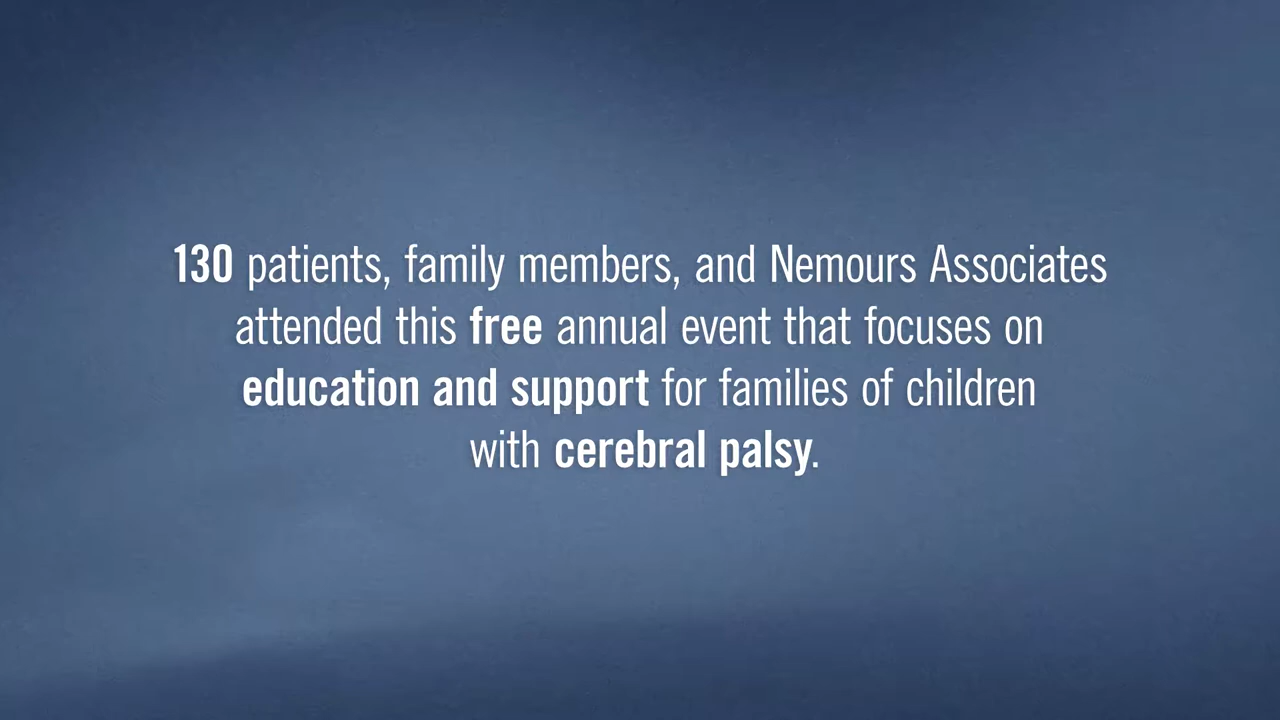 130 patients, family members, and Nemours Associates
attended this free annual event that focuses on
education and support for families of children
with cerebral palsy.